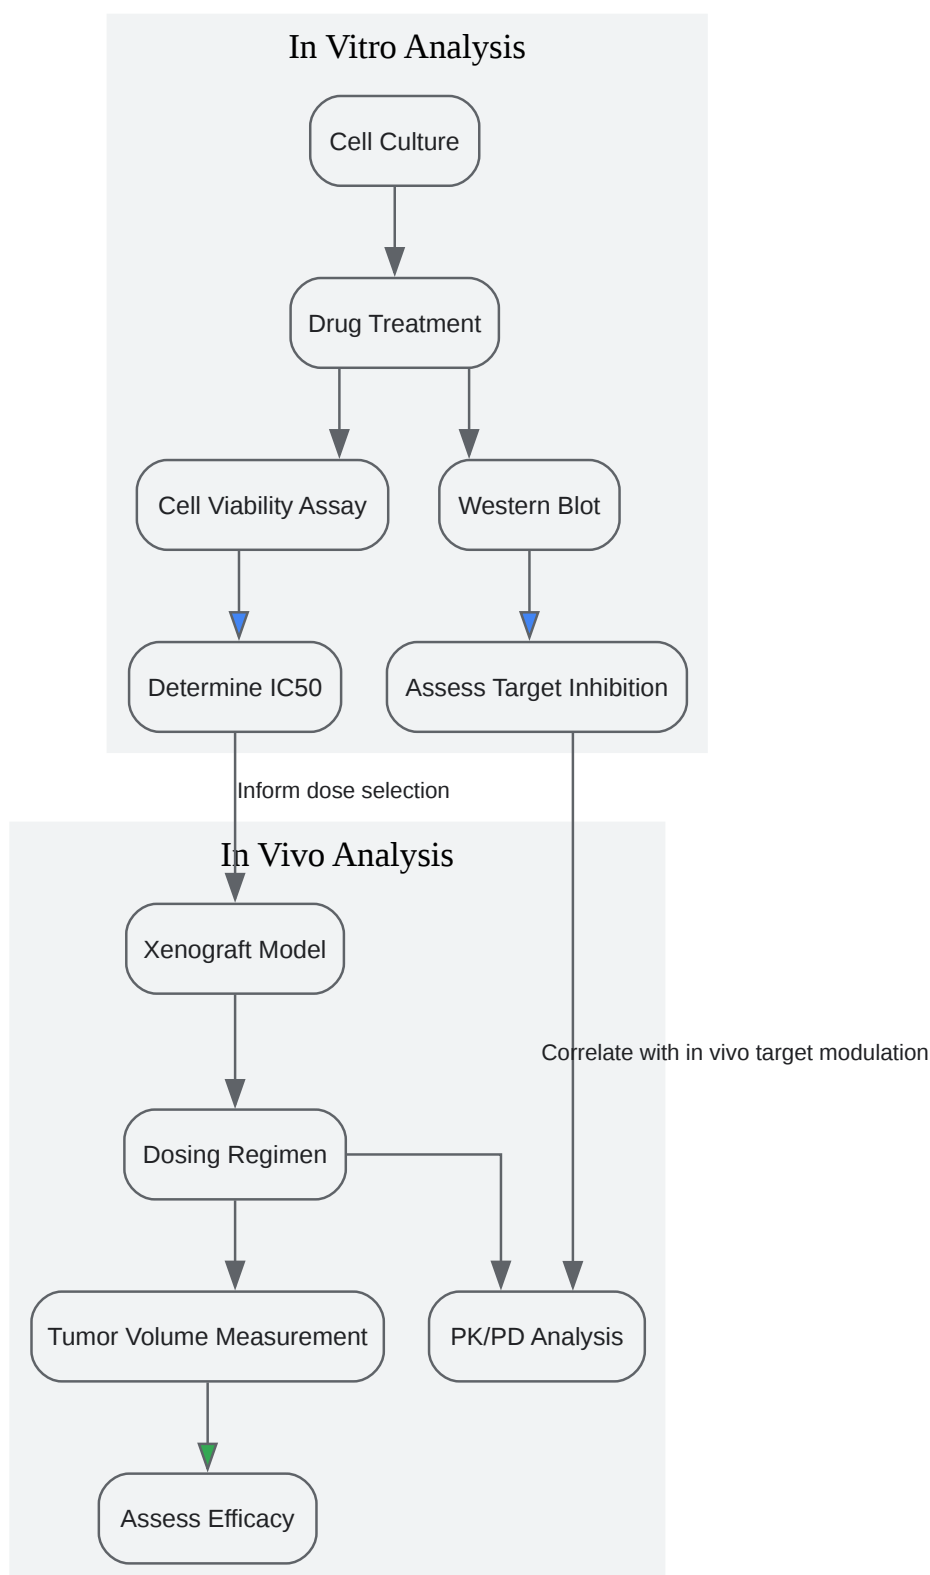 In Vitro Analysis
Cell Culture
Drug Treatment
Cell Viability Assay
Western Blot
Determine IC50
Assess Target Inhibition
Inform dose selection
In Vivo Analysis
Xenograft Model
Correlate with in vivo target modulation
Dosing Regimen
Tumor Volume Measurement
PK/PD Analysis
Assess Efficacy